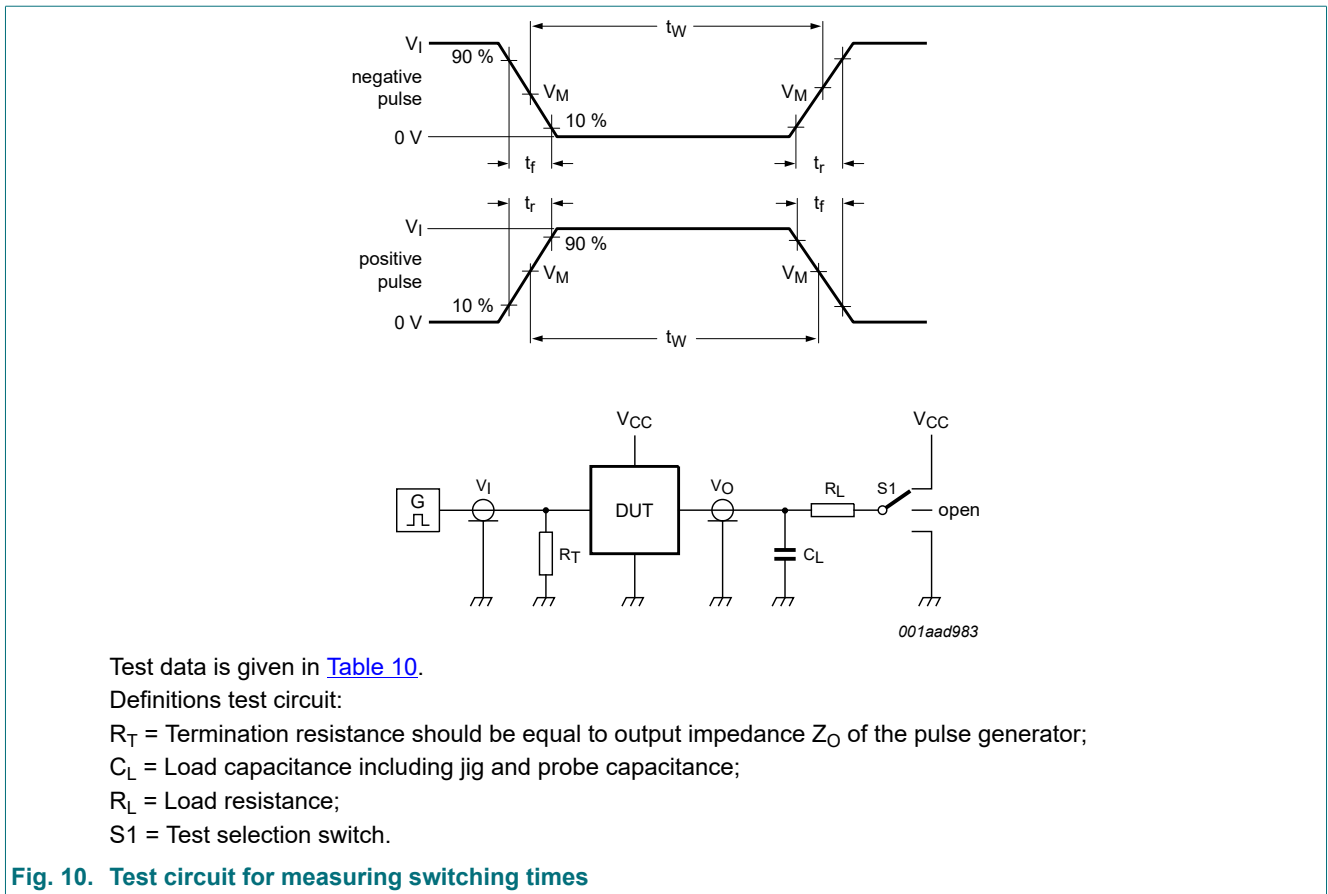 tW
VI
90 %
negative
pulse
VM
VM
10 %
0 V
tf
tr
tr
tf
VI
90 %
positive
pulse
VM
VM
10 %
0 V
tW
VCC
VCC
G
VI
DUT
VO
RL
S1
open
RT
CL
001aad983
Test data is given in Table 10.
Definitions test circuit:
RT = Termination resistance should be equal to output impedance ZO of the pulse generator;
CL = Load capacitance including jig and probe capacitance;
RL = Load resistance;
S1 = Test selection switch.
Fig. 10. Test circuit for measuring switching times